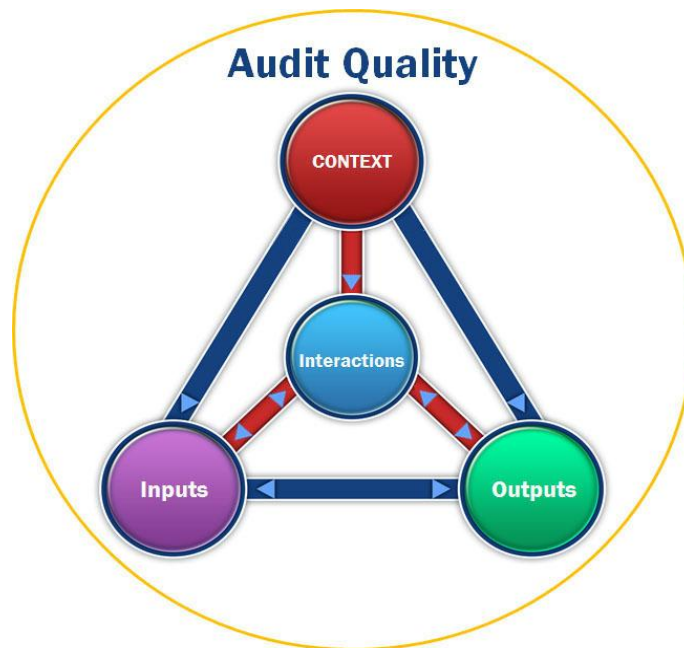 Audit Quality
CONTEXT
Interactions
Inputs
Outputs